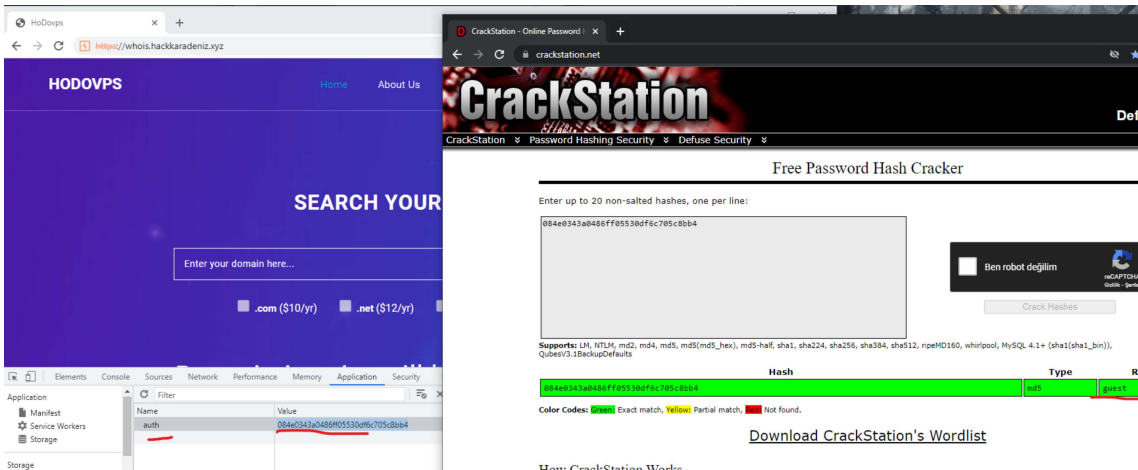 HoDovps
https://whois.hackkaradeniz.xyz
HODOVPS
Home About Us
SEARCH YOUR
Enter your domain here...
.com ($10/yr) .net ($12/yr)
Elements Console Sources Network Performance Memory Application Security
Application
Manifest
Service Workers
Storage
Storage
Filter
Name Value
auth 084e0343a0486ff05530df6c705c8bb4
CrackStation - Online Password
crackstation.net
CrackStation
Def
CrackStation Password Hashing Security Defuse Security
Free Password Hash Cracker
Enter up to 20 non-salted hashes, one per line:
084e0343a0486ff05530df6c705c8bb4
Ben robot değilim
reCAPTCHA
Gizlilik - Şartla
Crack Hashes
Supports: LM, NTLM, md2, md4, md5, md5(md5_hex), md5-half, sha1, sha224, sha256, sha384, sha512, ripeMD160, whirlpool, MySQL 4.1+ (sha1(sha1_bin)),
QubesV3.1BackupDefaults
Hash Type R
084e0343a0486ff05530df6c705c8bb4 md5 guest
Color Codes: Green: Exact match, Yellow: Partial match, Red: Not found.
Download CrackStation's Wordlist
How CrackStation Works